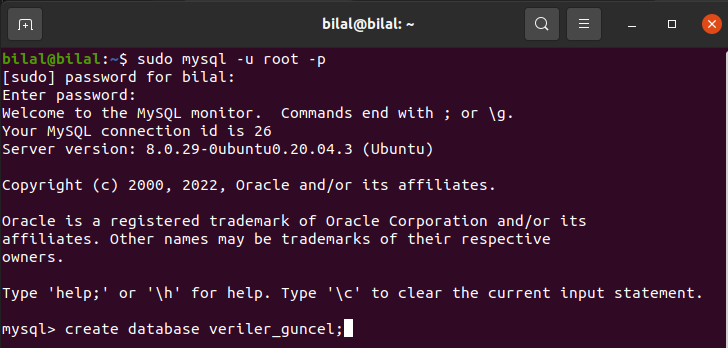 bilal@bilal: ~
bilal@bilal:~$ sudo mysql -u root -p
[sudo] password for bilal:
Enter password:
Welcome to the MySQL monitor.  Commands end with ; or \g.
Your MySQL connection id is 26
Server version: 8.0.29-0ubuntu0.20.04.3 (Ubuntu)

Copyright (c) 2000, 2022, Oracle and/or its affiliates.

Oracle is a registered trademark of Oracle Corporation and/or its
affiliates. Other names may be trademarks of their respective
owners.

Type 'help;' or '\h' for help. Type '\c' to clear the current input statement.

mysql> create database veriler_guncel;